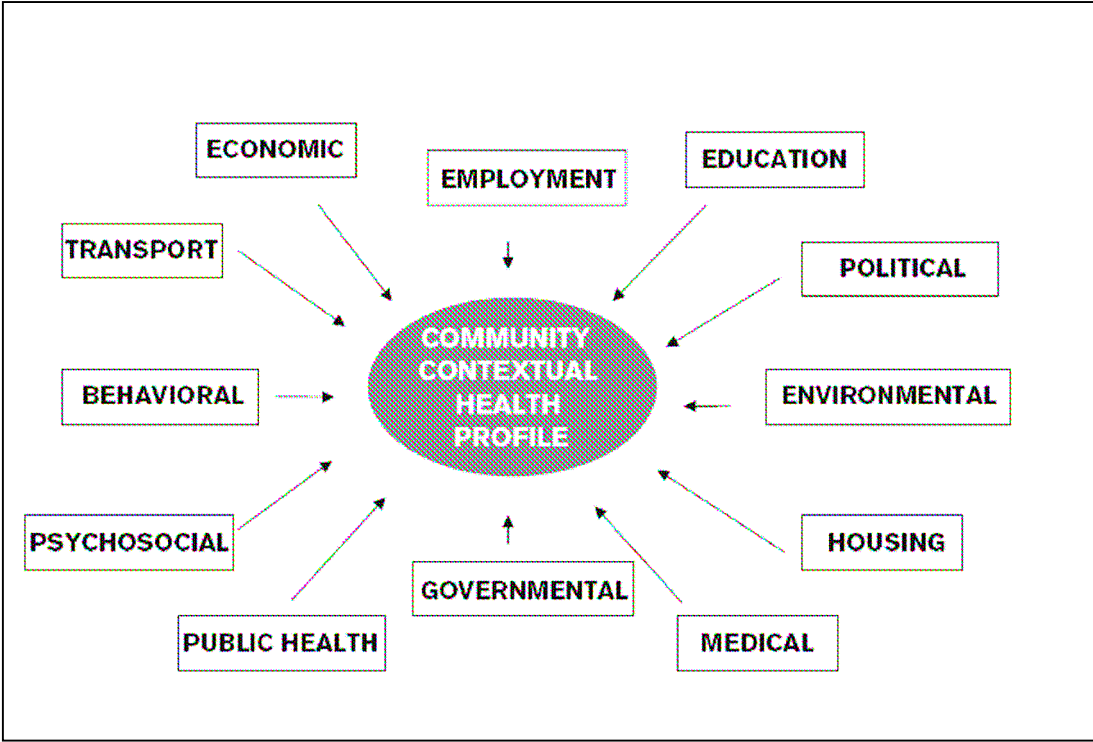 ECONOMIC
EMPLOYMENT
EDUCATION
TRANSPORT
POLITICAL
COMMUNITY
CONTEXTUAL
HEALTH
PROFILE
BEHAVIORAL
ENVIRONMENTAL
PSYCHOSOCIAL
HOUSING
GOVERNMENTAL
PUBLIC HEALTH
MEDICAL